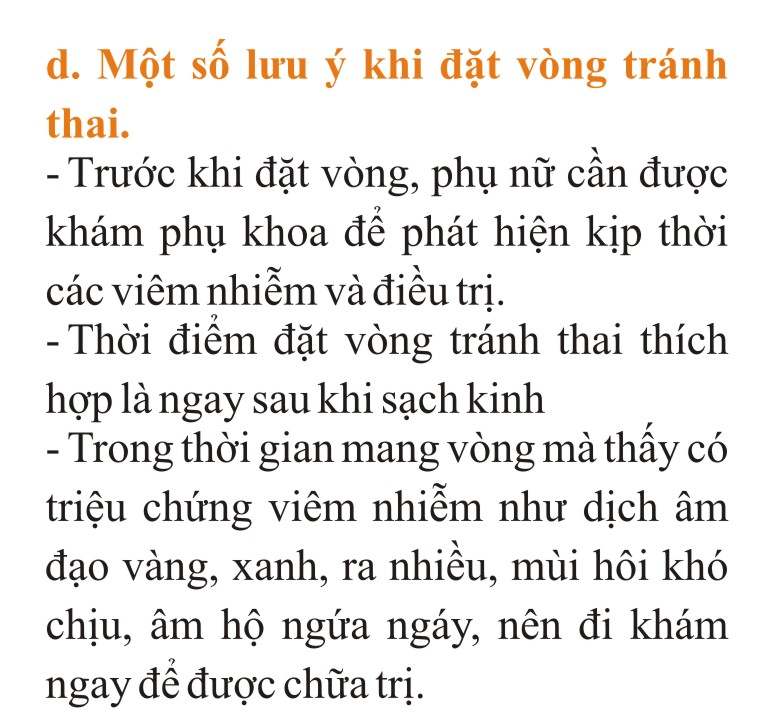 d. Một số lưu ý khi đặt vòng tránh
thai.
- Trước khi đặt vòng, phụ nữ cần được
khám phụ khoa để phát hiện kịp thời
các viêm nhiễm và điều trị.
- Thời điểm đặt vòng tránh thai thích
hợp là ngay sau khi sạch kinh
- Trong thời gian mang vòng mà thấy có
triệu chứng viêm nhiễm như dịch âm
đạo vàng, xanh, ra nhiều, mùi hôi khó
chịu, âm hộ ngứa ngáy, nên đi khám
ngay để được chữa trị.